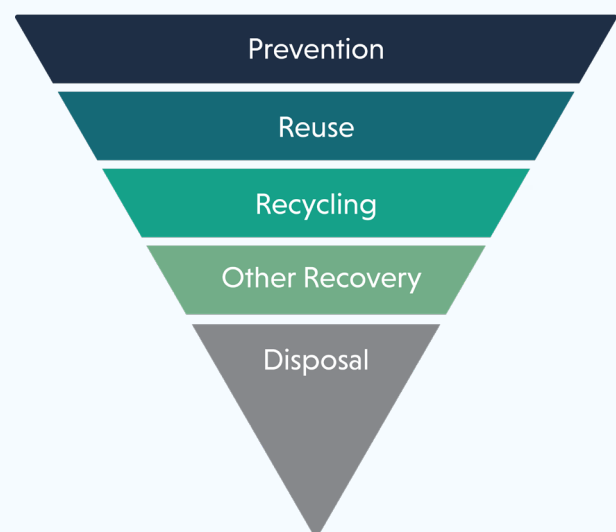 Prevention
Reuse
Recycling
Other Recovery
Disposal